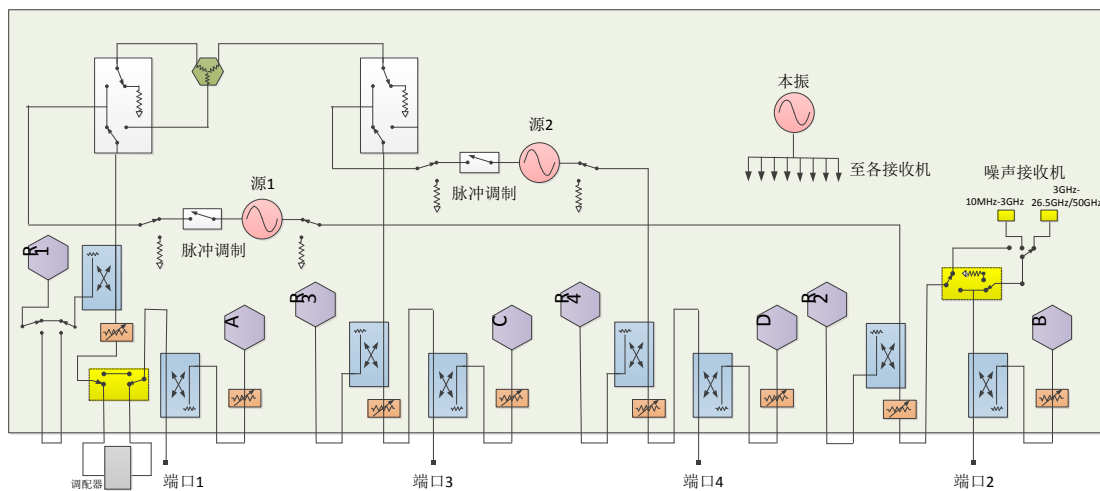 本振
源2
至各接收机
噪声接收机
脉冲调制
3GHz-
10MHz-3GHz
26.5GHz/50GHz
源1
脉冲调制
R1
R3
A
C
R4
D
R2
B
调配器
端口1
端口3
端口4
端口2